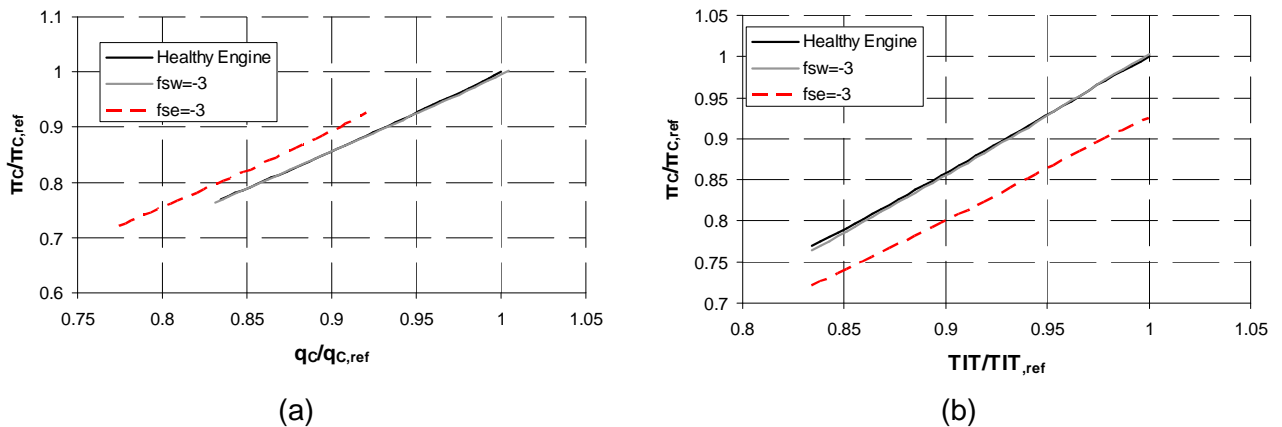 1.1
1
0.9
0.8
0.7
0.6
πC/πC,ref
Healthy Engine
fsw=-3
fse=-3
0.75 0.8 0.85 0.9 0.95 1 1.05
qC/qC,ref
(a)
1.05
1
0.95
0.9
0.85
0.8
0.75
0.7
πC/πC,ref
Healthy Engine
fsw=-3
fse=-3
0.8 0.85 0.9 0.95 1 1.05
TIT/TIT,ref
(b)